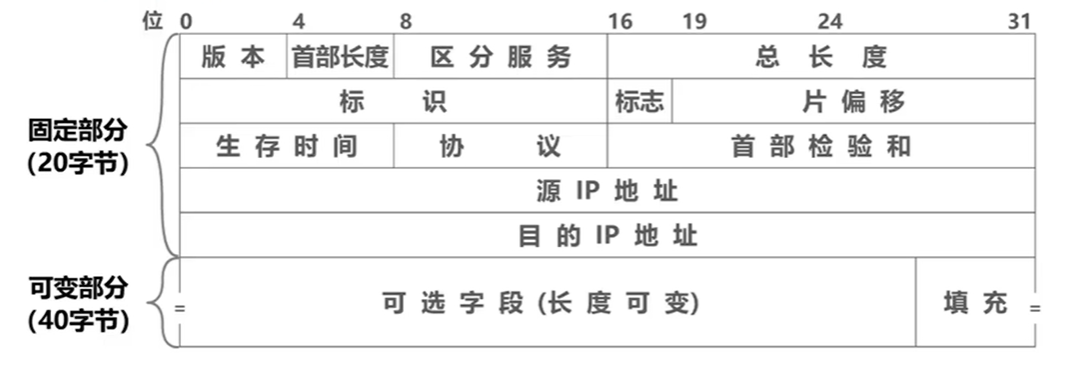 位 0 4 8 16 19 24 31
版本 首部长度 区分服务 总长度
标识 标志 片偏移
固定部分
(20字节)
生存时间 协议 首部检验和
源 IP 地址
目的 IP 地址
可变部分
(40字节)
= 可选字段 (长度可变) 填充 =